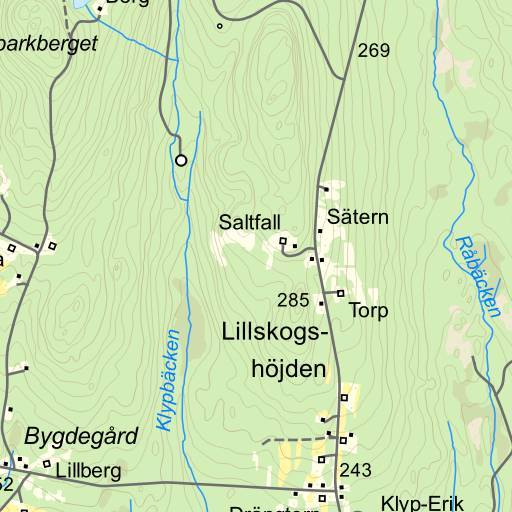 Berg
parkberget
269
Saltfall
Sätern
Råbäcken
285
Torp
Lillskogs-
höjden
Klypbäcken
Bygdegård
Lillberg
243
Klyp-Erik